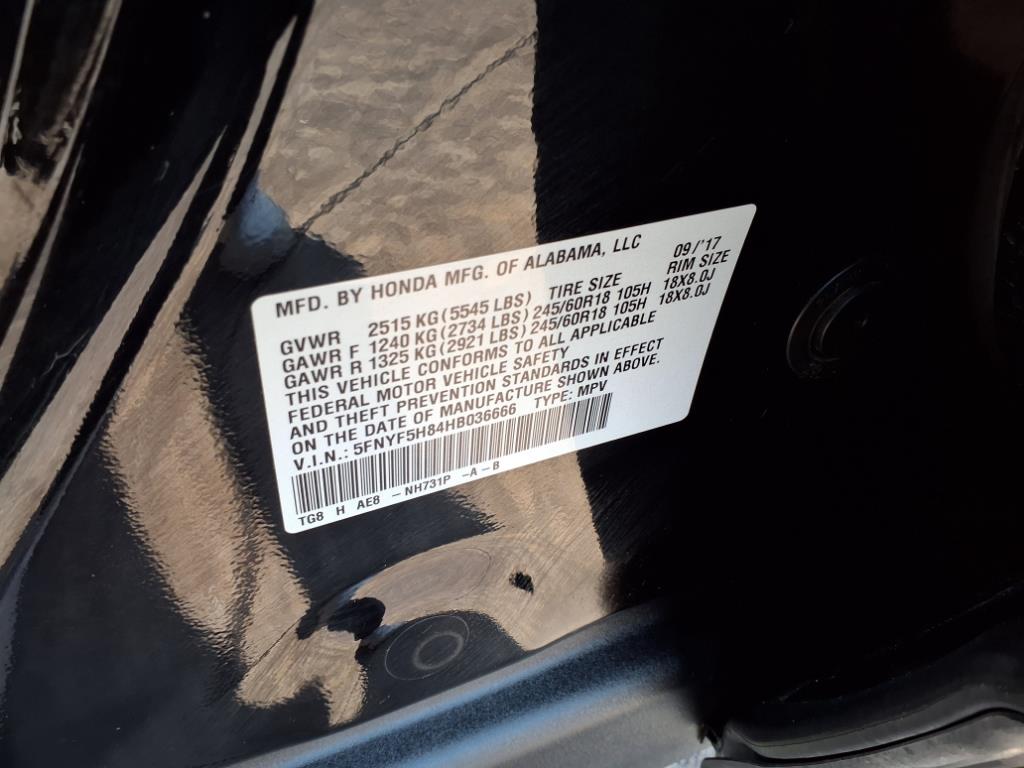 MFD. BY HONDA MFG. OF ALABAMA, LLC 09/'17
GVWR 2515 KG (5545 LBS) TIRE SIZE RIM SIZE
GAWR F 1240 KG (2734 LBS) 245/60R18 105H 18X8.0J
GAWR R 1325 KG (2921 LBS) 245/60R18 105H 18X8.0J
THIS VEHICLE CONFORMS TO ALL APPLICABLE
FEDERAL MOTOR VEHICLE SAFETY
AND THEFT PREVENTION STANDARDS IN EFFECT
ON THE DATE OF MANUFACTURE SHOWN ABOVE.
V.I.N.: 5FNYF5H84HB036666 TYPE: MPV
TG8 H AE8 - NH731P -A - B